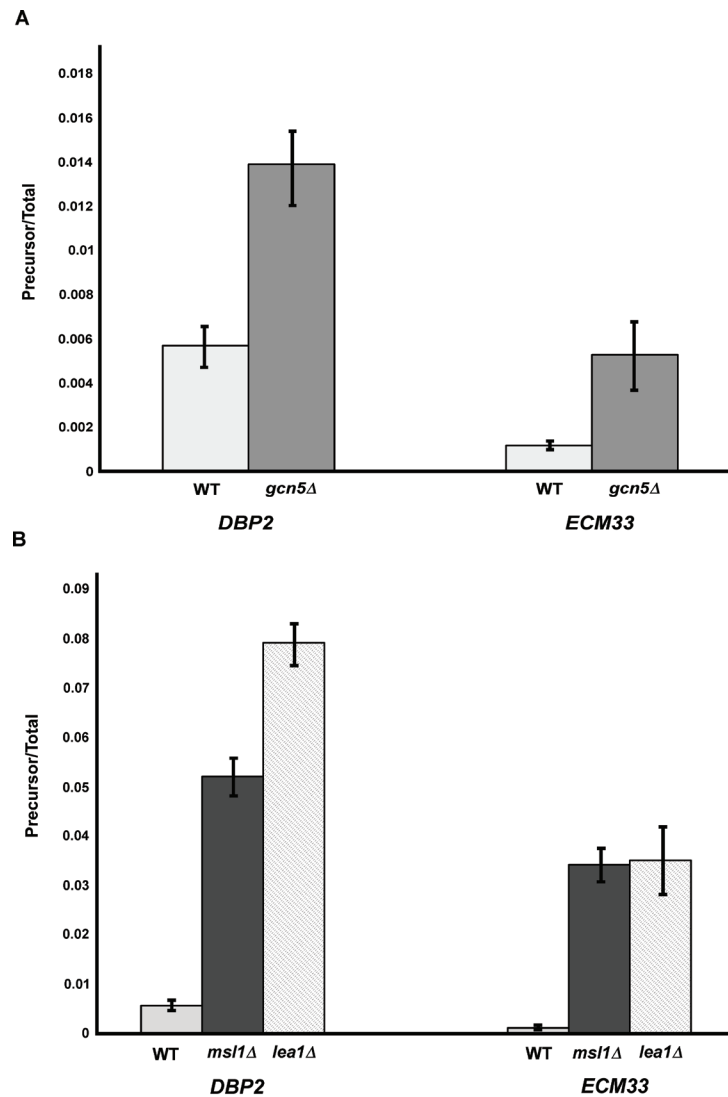 A
Precursor/Total
0.018
0.016
0.014
0.012
0.01
0.008
0.006
0.004
0.002
0
WT gcn5Δ WT gcn5Δ
DBP2 ECM33
B
Precursor/Total
0.09
0.08
0.07
0.06
0.05
0.04
0.03
0.02
0.01
0
WT msl1Δ lea1Δ WT msl1Δ lea1Δ
DBP2 ECM33